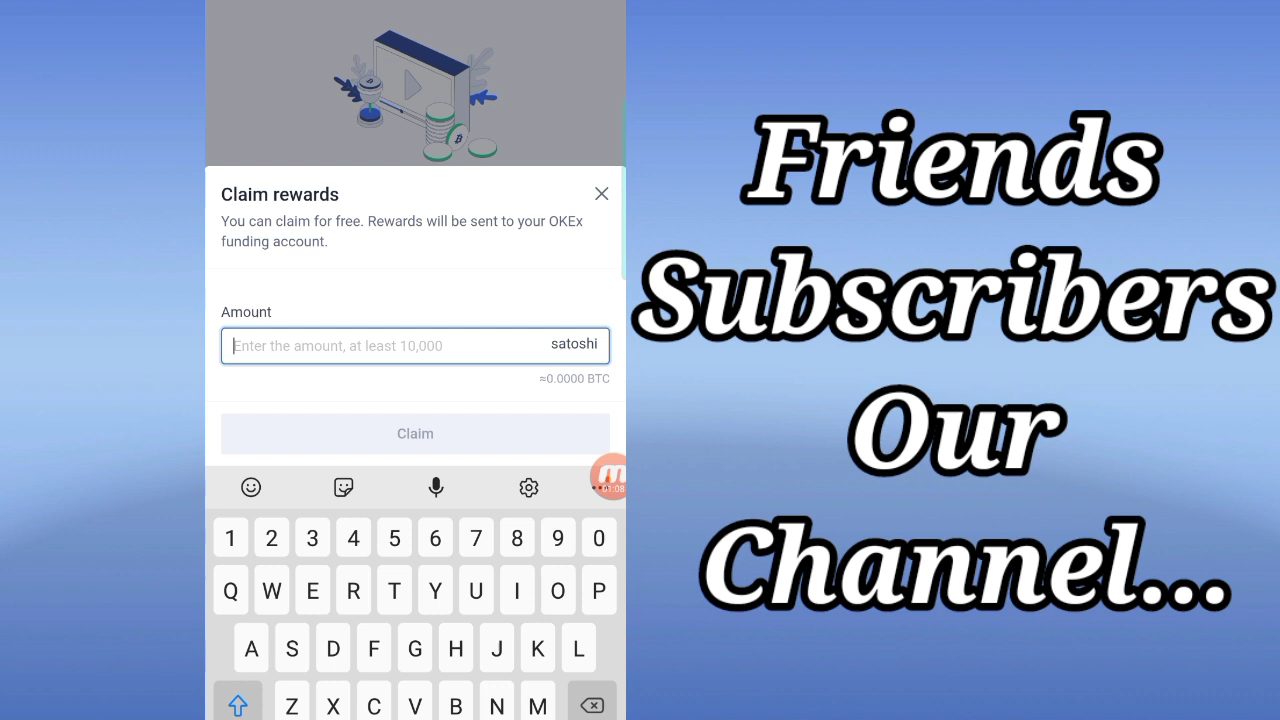 Claim rewards
You can claim for free. Rewards will be sent to your OKEx
funding account.
Amount
Enter the amount, at least 10,000
satoshi
≈0.0000 BTC
Claim
01:08
1 2 3 4 5 6 7 8 9 0
Q W E R T Y U I O P
A S D F G H J K L
Z X C V B N M
Friends
Subscribers
Our
Channel...